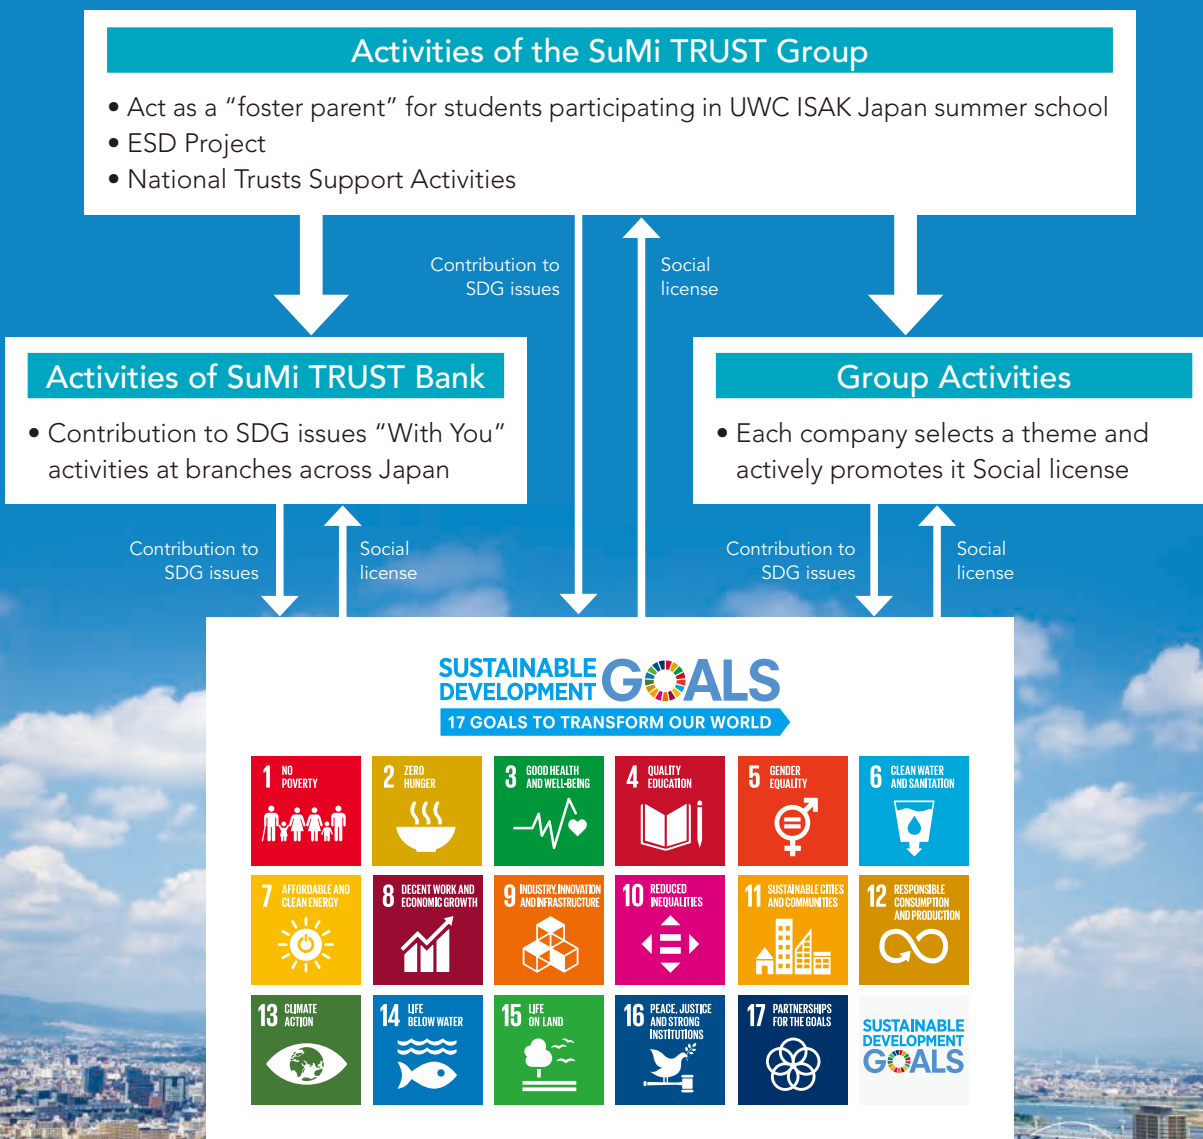 Activities of the SuMi TRUST Group
• Act as a “foster parent” for students participating in UWC ISAK Japan summer school
• ESD Project
• National Trusts Support Activities
Contribution to
SDG issues
Social
license
Activities of SuMi TRUST Bank
• Contribution to SDG issues “With You”
activities at branches across Japan
Group Activities
• Each company selects a theme and
actively promotes it Social license
Contribution to
SDG issues
Social
license
Contribution to
SDG issues
Social
license
SUSTAINABLE
DEVELOPMENT
GOALS
17 GOALS TO TRANSFORM OUR WORLD
1 NO
POVERTY
2 ZERO
HUNGER
3 GOOD HEALTH
AND WELL-BEING
4 QUALITY
EDUCATION
5 GENDER
EQUALITY
6 CLEAN WATER
AND SANITATION
7 AFFORDABLE AND
CLEAN ENERGY
8 DECENT WORK AND
ECONOMIC GROWTH
9 INDUSTRY, INNOVATION
AND INFRASTRUCTURE
10 REDUCED
INEQUALITIES
11 SUSTAINABLE CITIES
AND COMMUNITIES
12 RESPONSIBLE
CONSUMPTION
AND PRODUCTION
13 CLIMATE
ACTION
14 LIFE
BELOW WATER
15 LIFE
ON LAND
16 PEACE, JUSTICE
AND STRONG
INSTITUTIONS
17 PARTNERSHIPS
FOR THE GOALS
SUSTAINABLE
DEVELOPMENT
GOALS